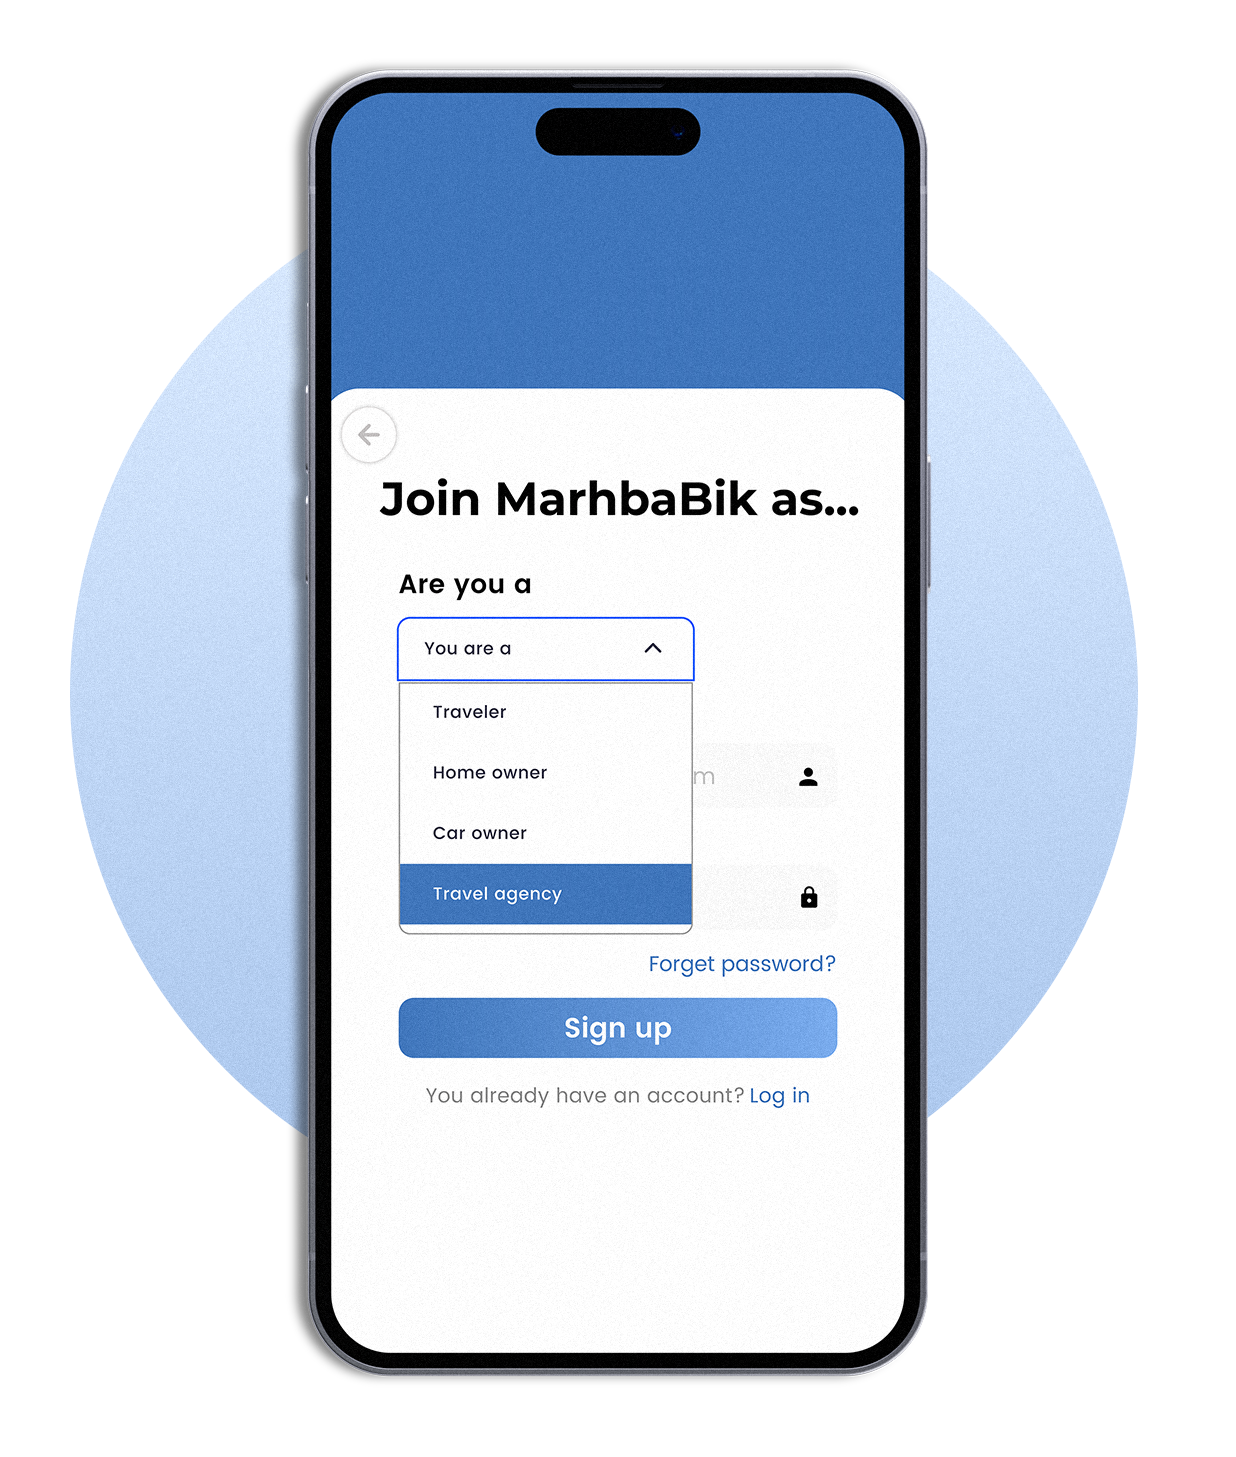 Join MarhbaBik as...
Are you a
You are a
Traveler
Home owner
m
Car owner
Travel agency
Forget password?
Sign up
You already have an account? Log in